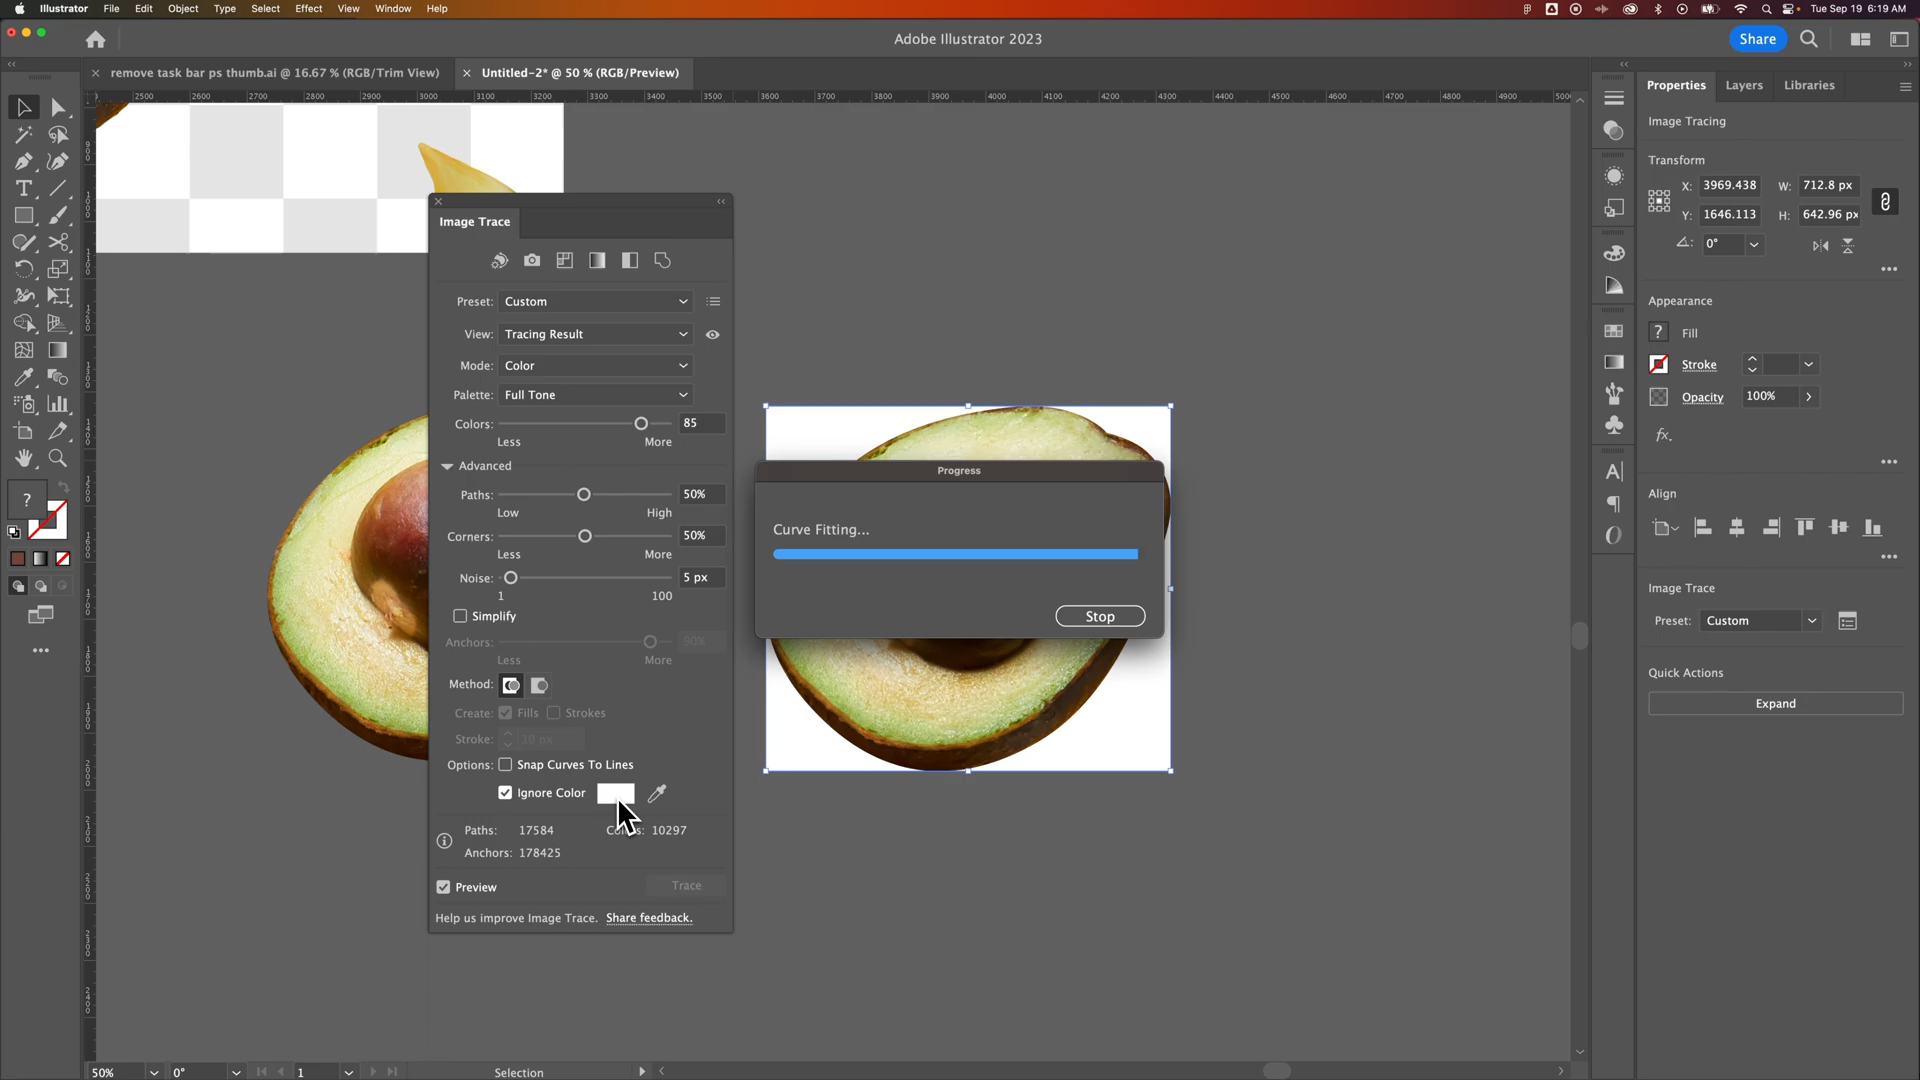 Illustrator File Edit Object Type Select Effect View Window Help
Tue Sep 19 6:19 AM
Adobe Illustrator 2023
Share
remove task bar ps thumb.ai @ 16.67 % (RGB/Trim View)
Untitled-2* @ 50 % (RGB/Preview)
2500 2600 2700 2800 2900 3000 3100 3200 3300 3400 3500 3600 3700 3800 3900 4000 4100 4200 4300 4400 4500 4600 4700 4800 4900
Properties Layers Libraries
Image Tracing
Transform
X: 3969.438 W: 712.8 px
Y: 1646.113 H: 642.96 px
0°
Appearance
? Fill
Stroke
Opacity 100%
fx.
Align
Image Trace
Preset: Custom
Quick Actions
Expand
Image Trace
Preset: Custom
View: Tracing Result
Mode: Color
Palette: Full Tone
Colors: 85
Less More
Advanced
Paths: 50%
Low High
Corners: 50%
Less More
Noise: 5 px
1 100
Simplify
Anchors: 90%
Less More
Method:
Create: Fills Strokes
Stroke: 10 px
Options: Snap Curves To Lines
Ignore Color
Paths: 17584 10297
Anchors: 178425
Preview Trace
Help us improve Image Trace. Share feedback.
Progress
Curve Fitting...
Stop
?
50% 0° 1 Selection